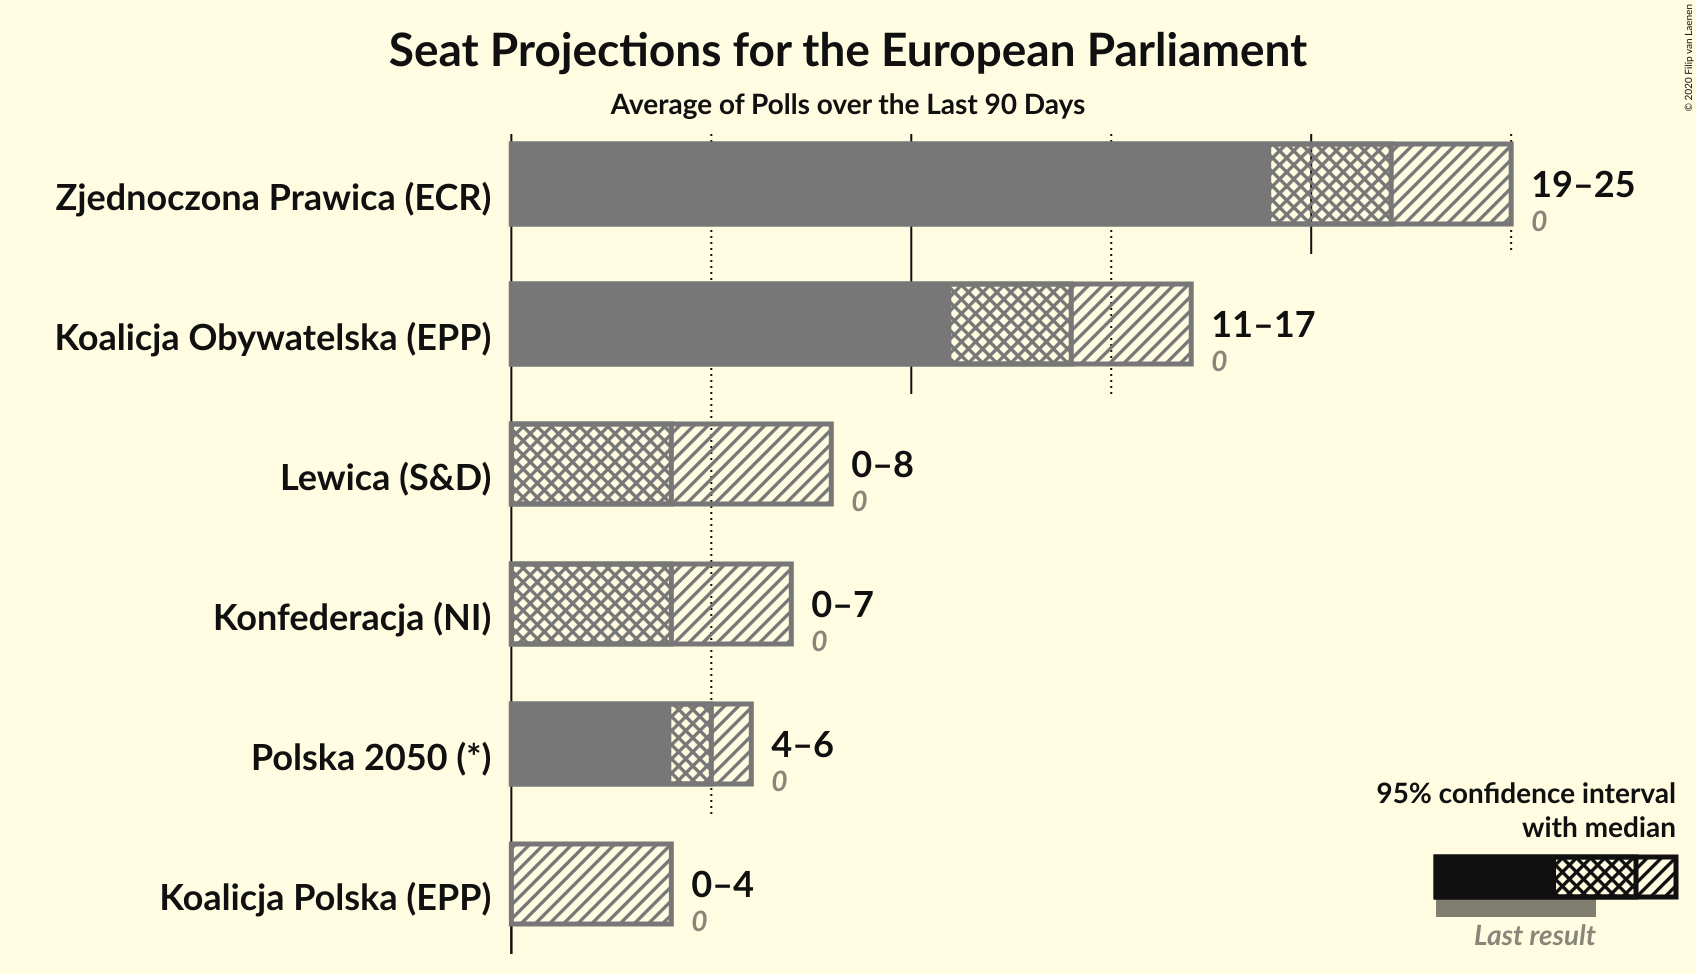 Seat Projections for the European Parliament
Average of Polls over the Last 90 Days
© 2020 Filip van Laenen
Zjednoczona Prawica (ECR)
19–25
0
Koalicja Obywatelska (EPP)
11–17
0
Lewica (S&D)
0–8
0
Konfederacja (NI)
0–7
0
Polska 2050 (*)
4–6
0
Koalicja Polska (EPP)
0–4
0
95% confidence interval
with median
Last result